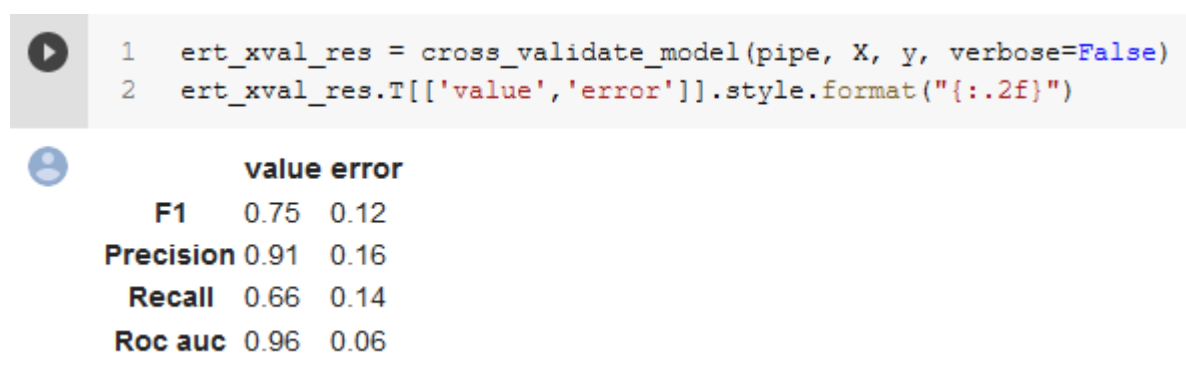 1 ert_xval_res = cross_validate_model(pipe, X, y, verbose=False)
2 ert_xval_res.T[['value','error']].style.format("{:.2f}")
value error
F1 0.75 0.12
Precision 0.91 0.16
Recall 0.66 0.14
Roc auc 0.96 0.06